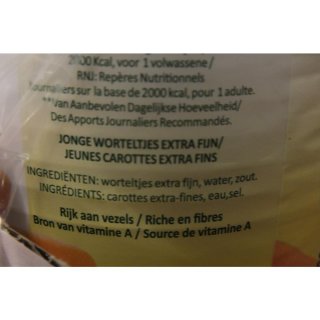 2000 Kcal, voor 1 volwassene /
RNJ: Repères Nutritionnels
Journaliers sur la base de 2000 kcal, pour 1 adulte.
**Van Aanbevolen Dagelijkse Hoeveelheid/
Des Apports Journaliers Recommandés.
JONGE WORTELTJES EXTRA FIJN/
JEUNES CAROTTES EXTRA FINS
INGREDIËNTEN: worteltjes extra fijn, water, zout.
INGRÉDIENTS: carottes extra-fines, eau,sel.
Rijk aan vezels / Riche en fibres
Bron van vitamine A / Source de vitamine A